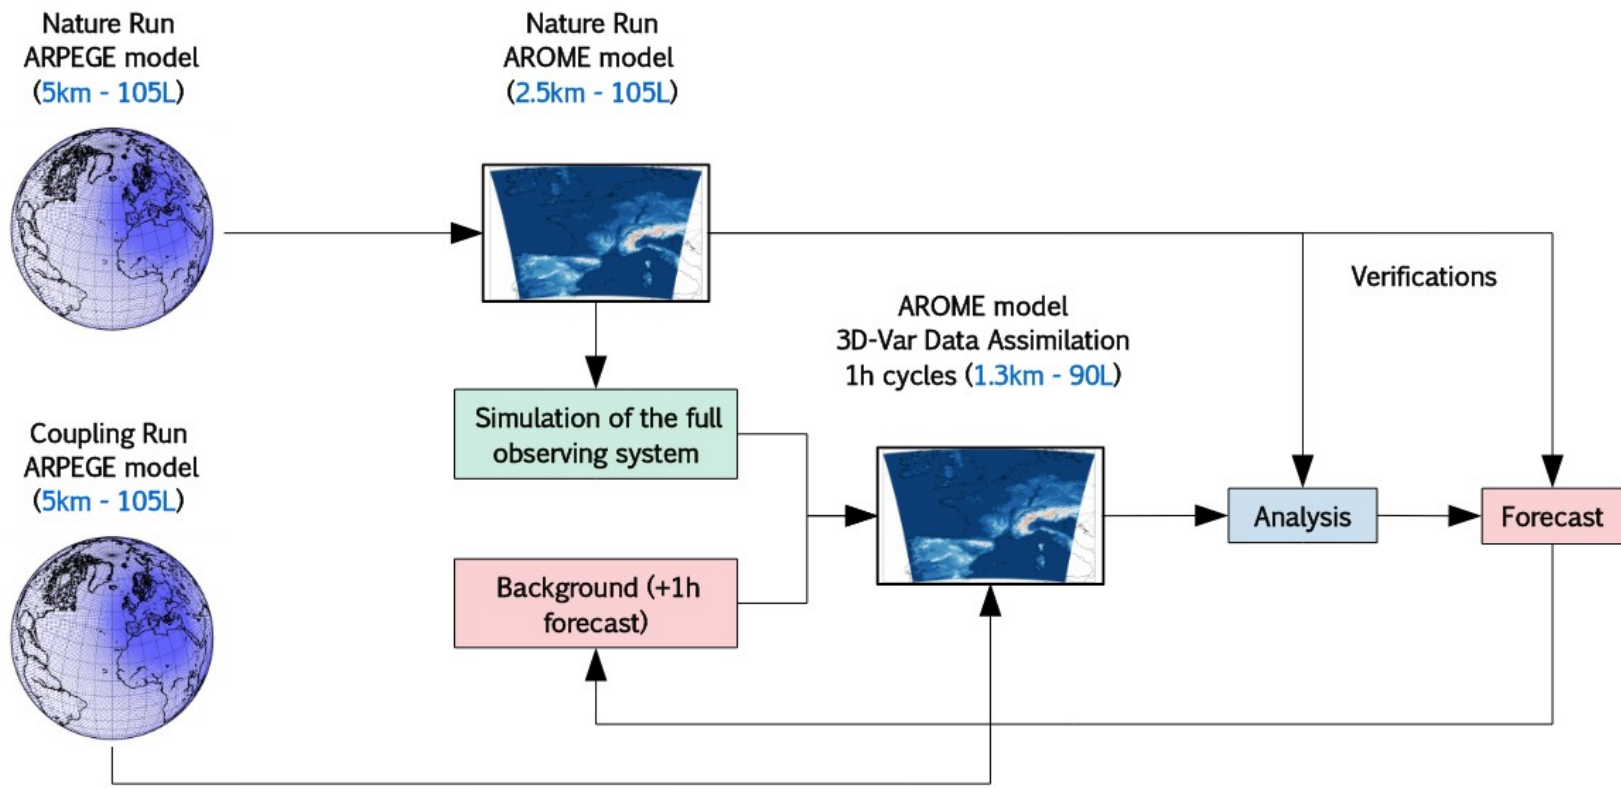 Nature Run
ARPEGE model
(5km - 105L)
Nature Run
AROME model
(2.5km - 105L)
Verifications
AROME model
3D-Var Data Assimilation
1h cycles (1.3km - 90L)
Simulation of the full
observing system
Coupling Run
ARPEGE model
(5km - 105L)
Analysis
Forecast
Background (+1h
forecast)